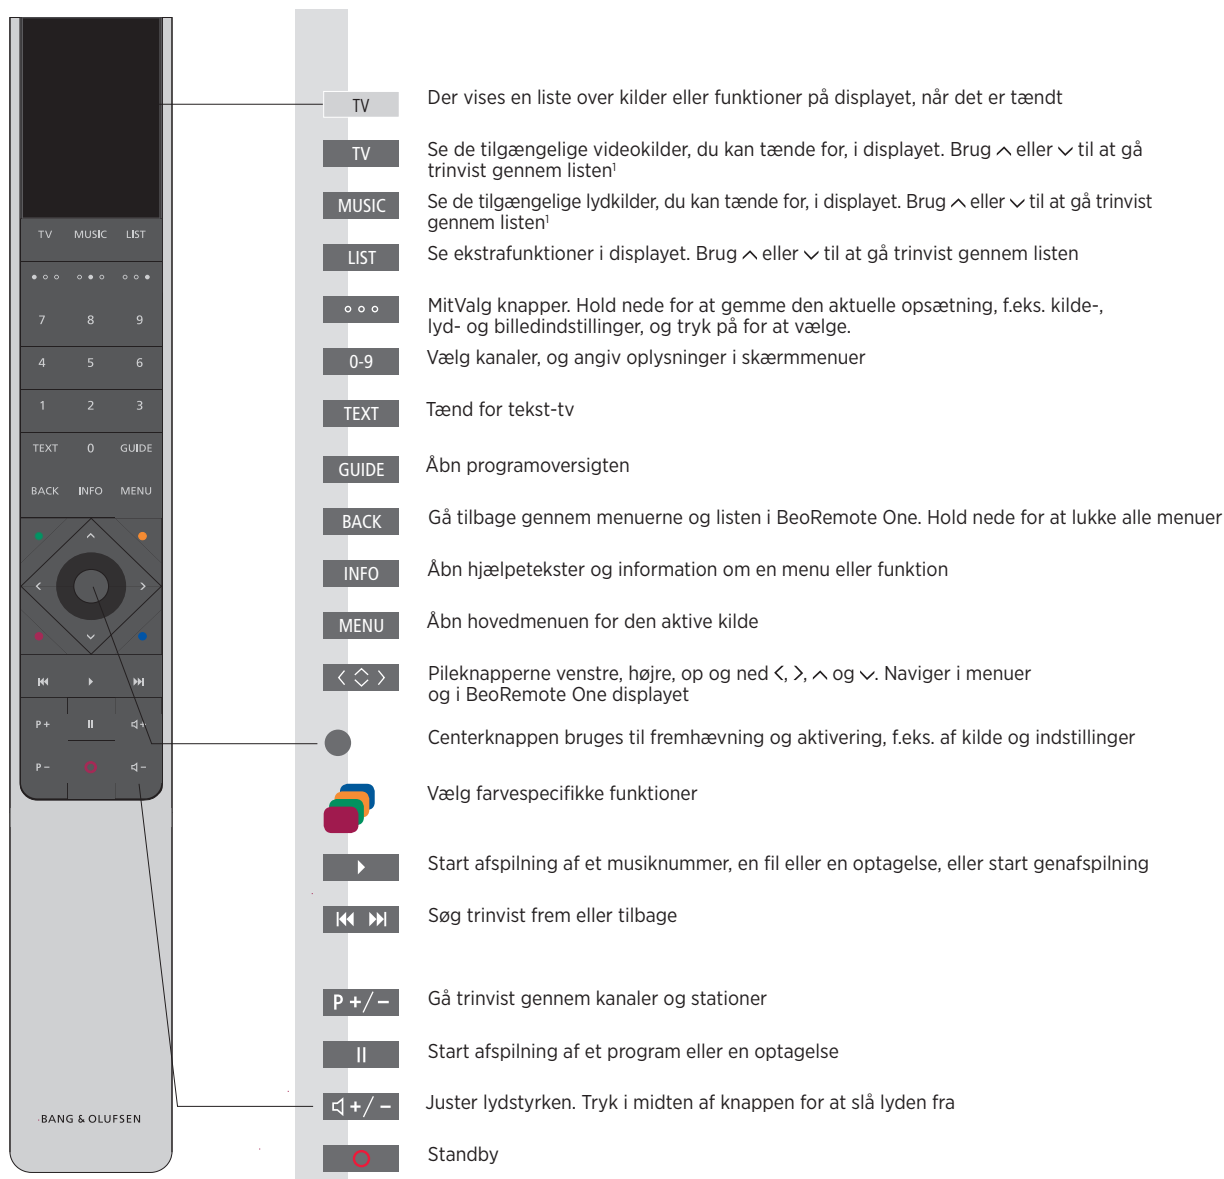 TV MUSIC LIST
7 8 9
4 5 6
1 2 3
TEXT 0 GUIDE
BACK INFO MENU
P + +
P – –
BANG & OLUFSEN
TV Der vises en liste over kilder eller funktioner på displayet, når det er tændt
TV Se de tilgængelige videokilder, du kan tænde for, i displayet. Brug ∧ eller ∨ til at gå
trinvist gennem listen¹
MUSIC Se de tilgængelige lydkilder, du kan tænde for, i displayet. Brug ∧ eller ∨ til at gå trinvist
gennem listen¹
LIST Se ekstrafunktioner i displayet. Brug ∧ eller ∨ til at gå trinvist gennem listen
MitValg knapper. Hold nede for at gemme den aktuelle opsætning, f.eks. kilde-,
lyd- og billedindstillinger, og tryk på for at vælge.
0-9 Vælg kanaler, og angiv oplysninger i skærmmenuer
TEXT Tænd for tekst-tv
GUIDE Åbn programoversigten
BACK Gå tilbage gennem menuerne og listen i BeoRemote One. Hold nede for at lukke alle menuer
INFO Åbn hjælpetekster og information om en menu eller funktion
MENU Åbn hovedmenuen for den aktive kilde
Pileknapperne venstre, højre, op og ned <, >, ∧ og ∨. Naviger i menuer
og i BeoRemote One displayet
Centerknappen bruges til fremhævning og aktivering, f.eks. af kilde og indstillinger
Vælg farvespecifikke funktioner
Start afspilning af et musiknummer, en fil eller en optagelse, eller start genafspilning
Søg trinvist frem eller tilbage
P +/– Gå trinvist gennem kanaler og stationer
Start afspilning af et program eller en optagelse
+/– Juster lydstyrken. Tryk i midten af knappen for at slå lyden fra
Standby